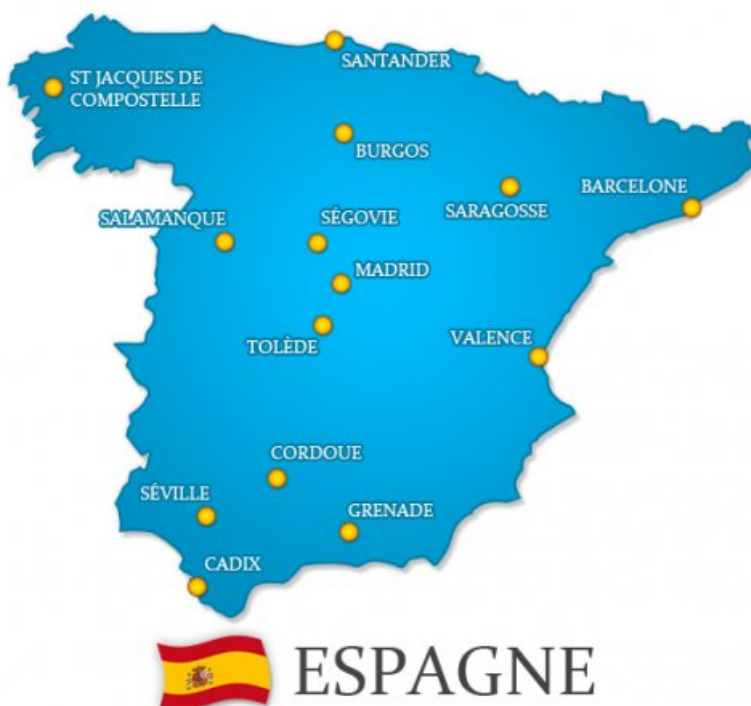 SANTANDER
ST JACQUES DE
COMPOSTELLE
BURGOS
BARCELONE
SARAGOSSE
SALAMANQUE
SÉGOVIE
MADRID
VALENCE
TOLÈDE
CORDOUE
SÉVILLE
GRENADE
CADIX
ESPAGNE